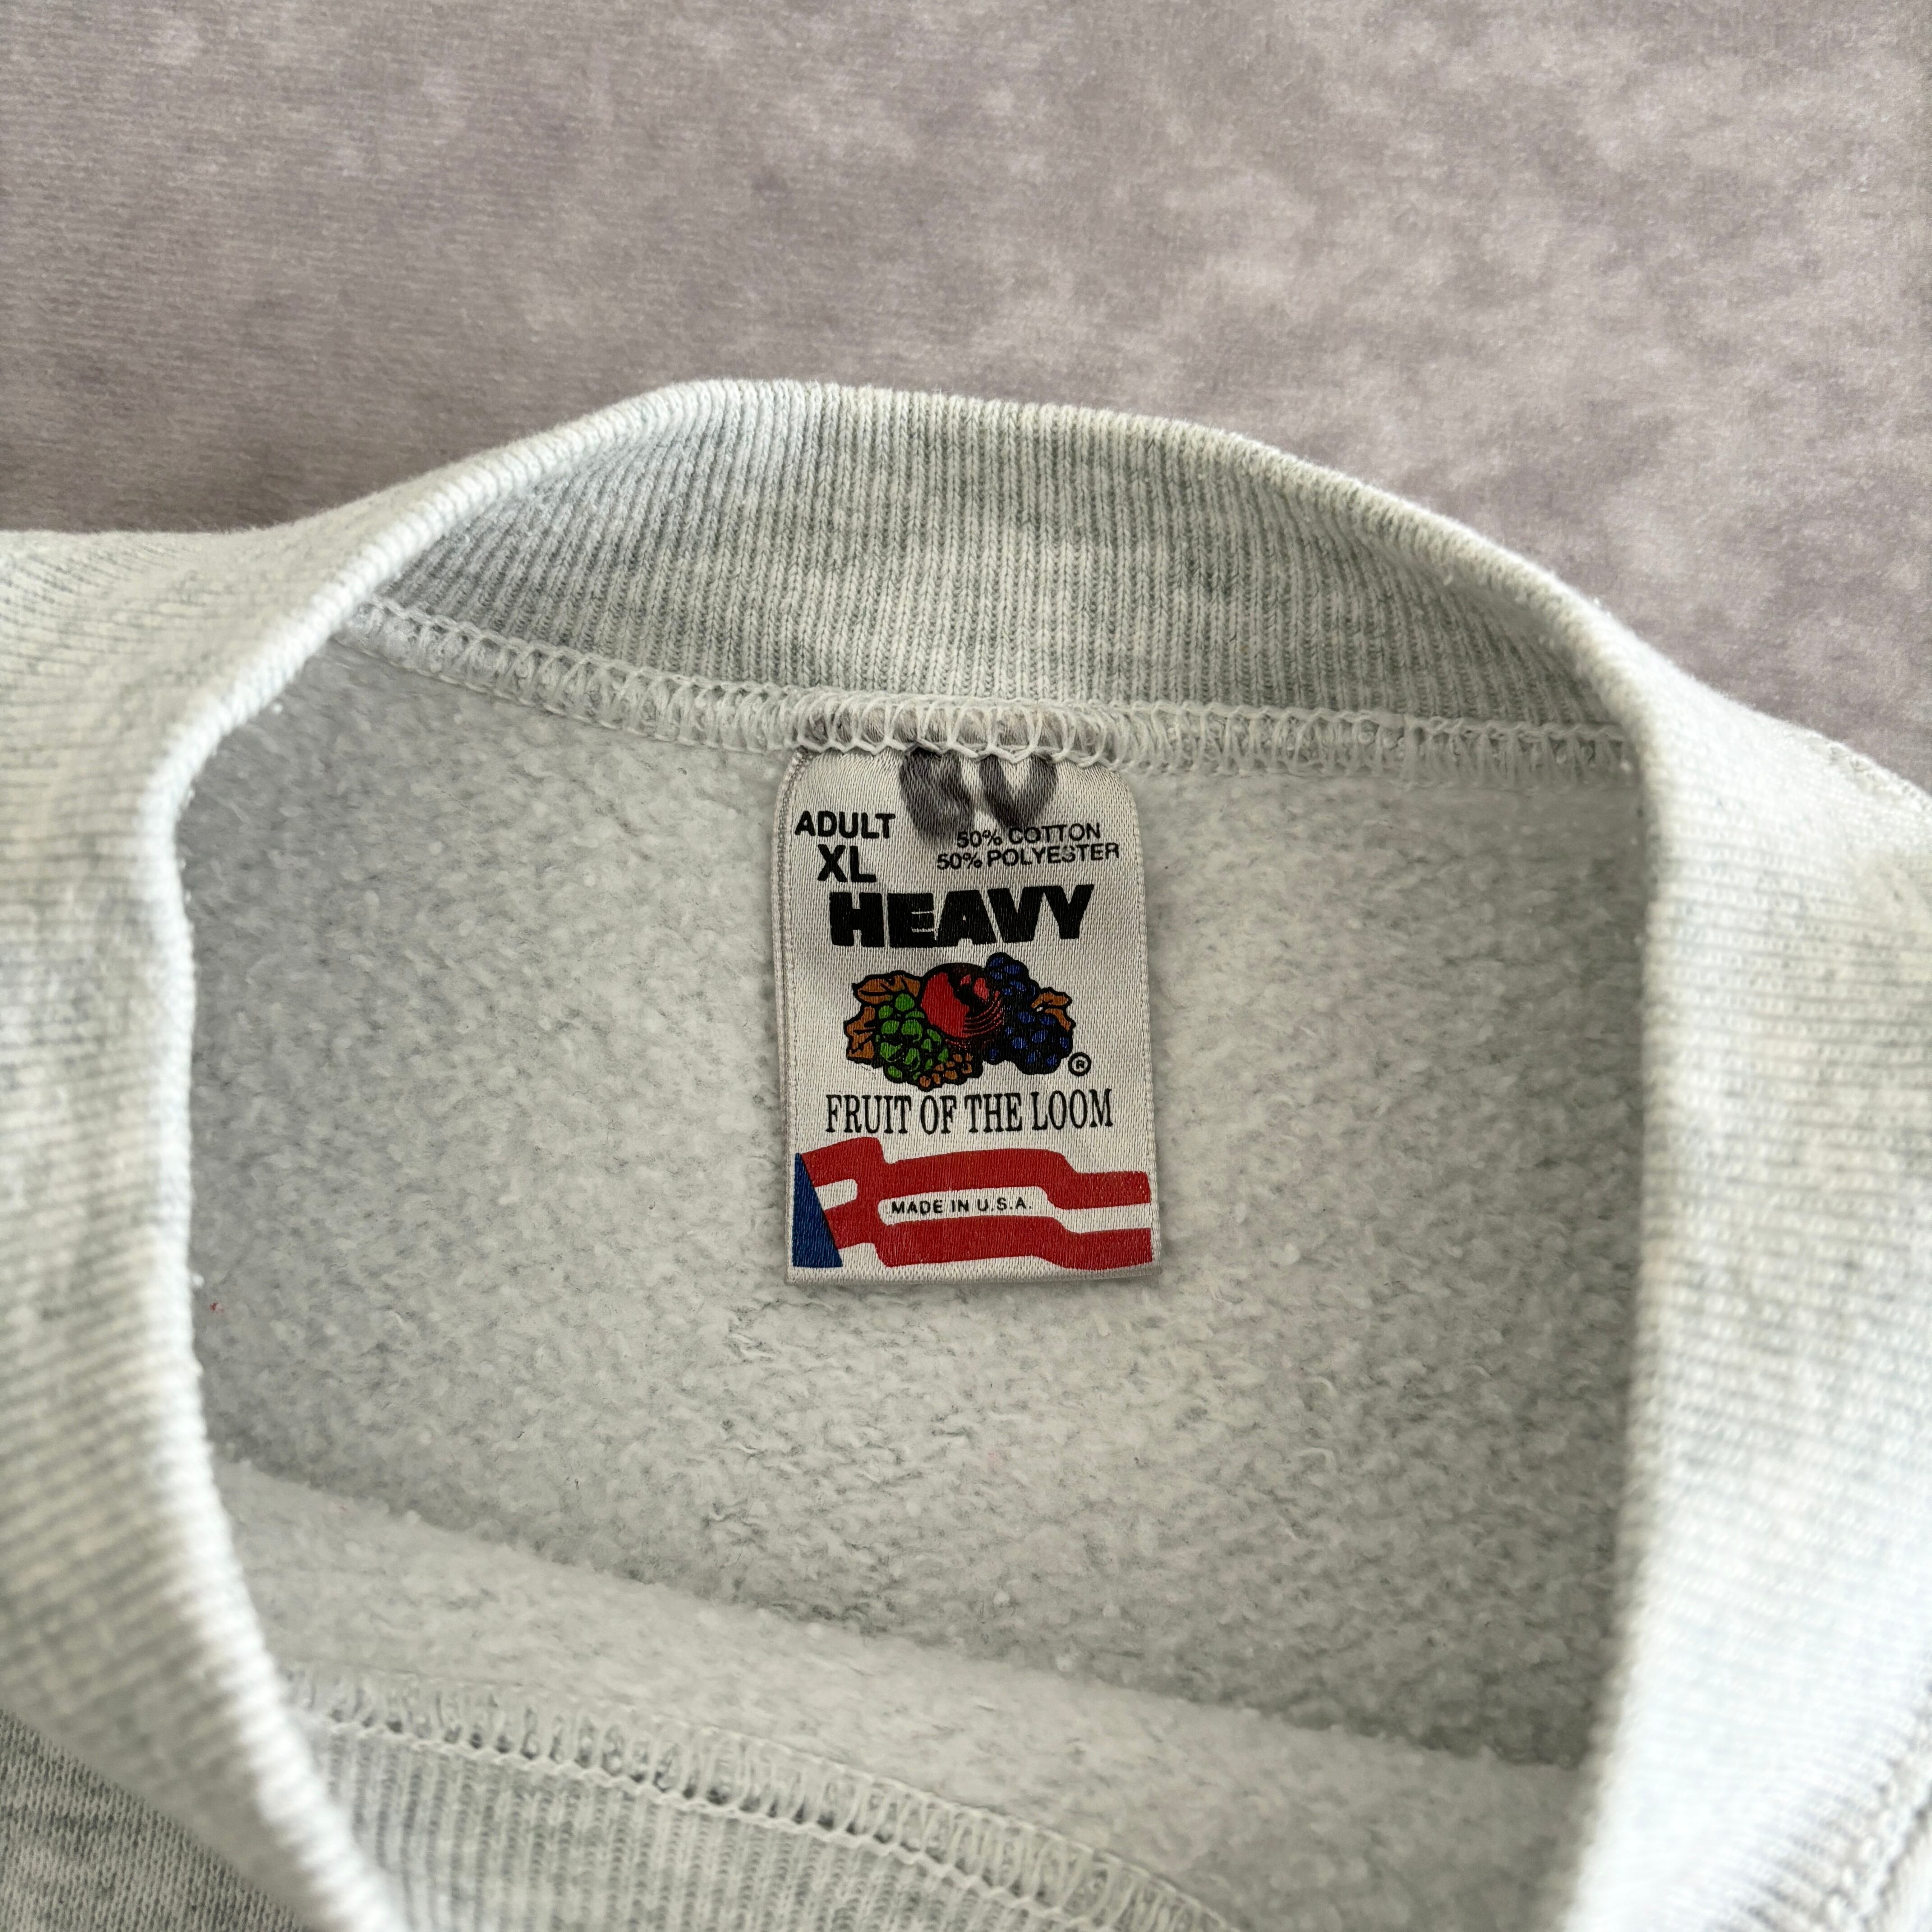 ADULT
XL
50% COTTON
50% POLYESTER
HEAVY
®
FRUIT OF THE LOOM
MADE IN U.S.A.